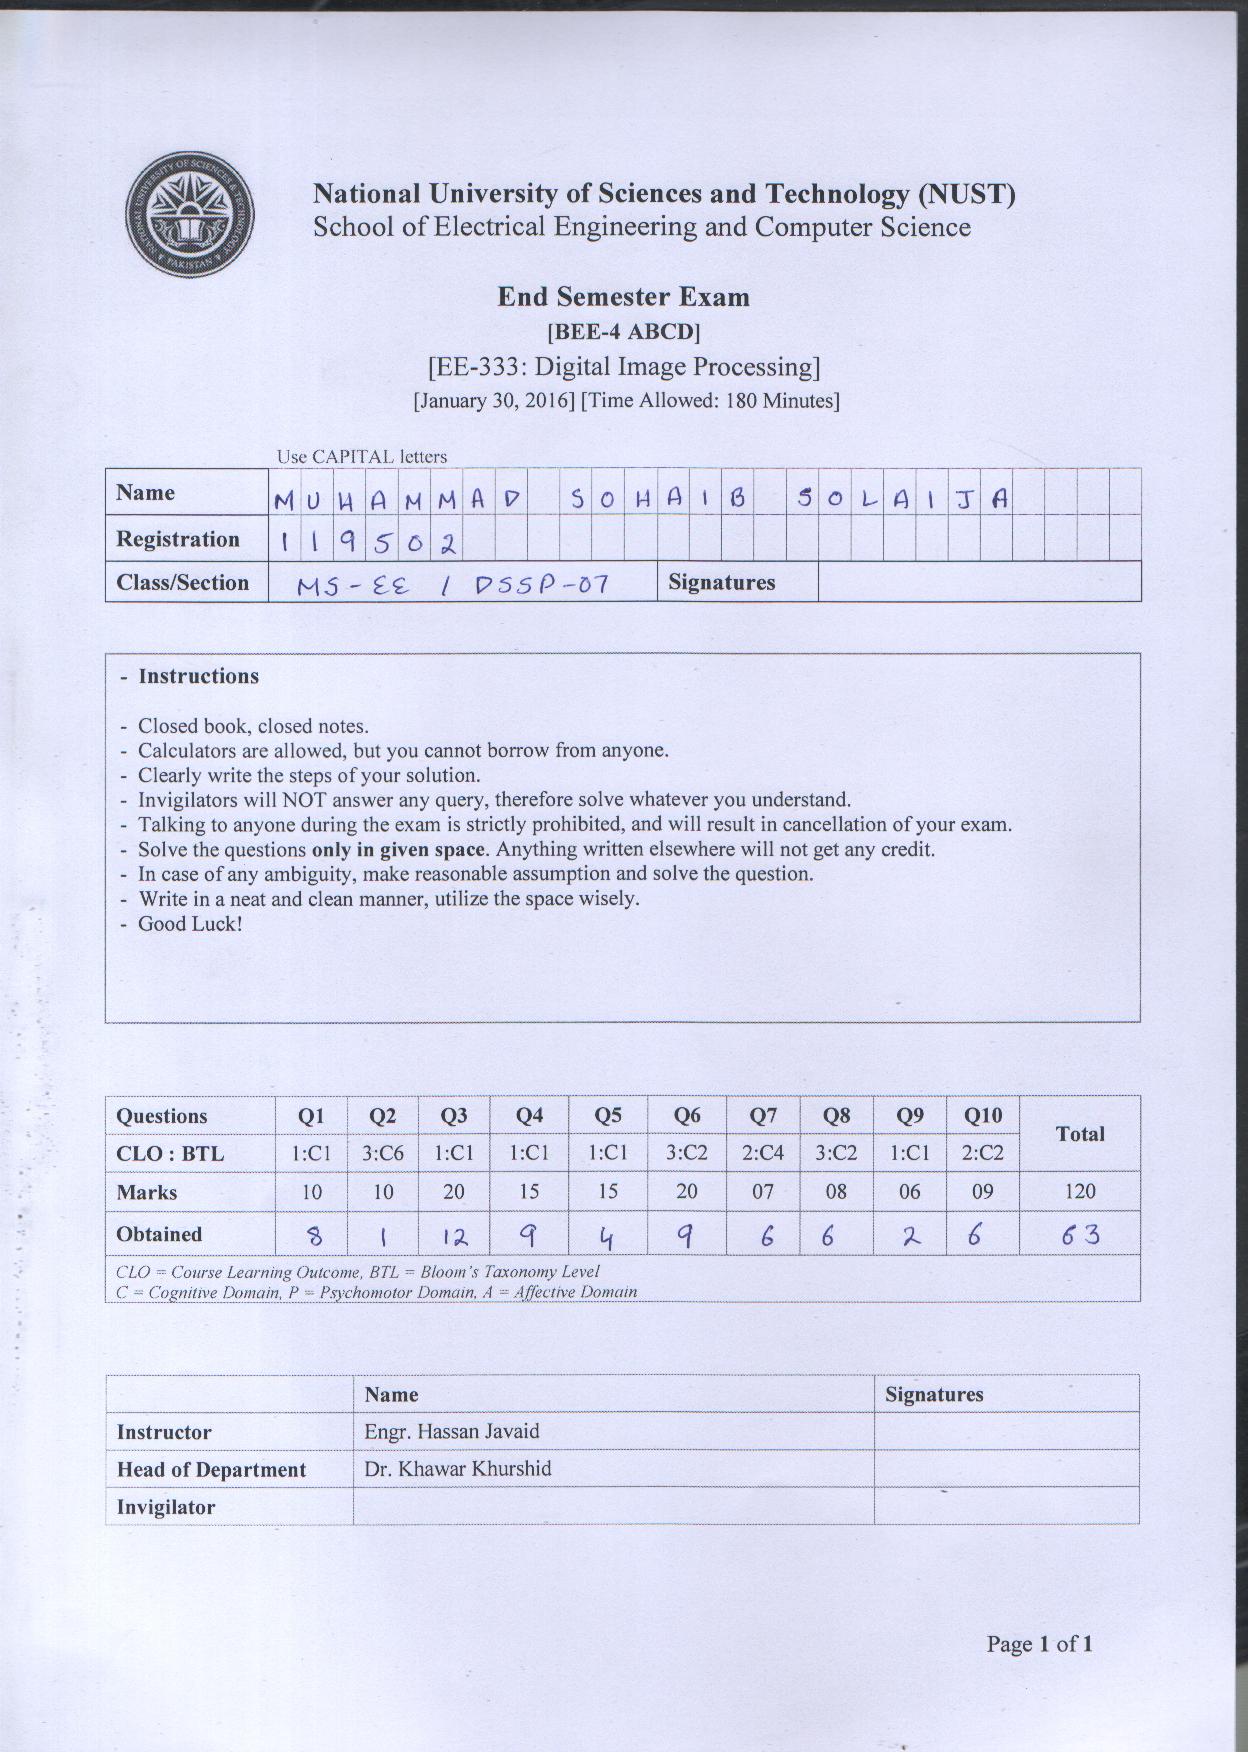 NATIONAL UNIVERSITY OF SCIENCES & TECHNOLOGY
PAKISTAN
National University of Sciences and Technology (NUST)
School of Electrical Engineering and Computer Science
End Semester Exam
[BEE-4 ABCD]
[EE-333: Digital Image Processing]
[January 30, 2016] [Time Allowed: 180 Minutes]
Use CAPITAL letters
Name MUHAMMAD SOHAIB SOLAIJA
Registration 119502
Class/Section MS-EE / DSSP-07 Signatures
- Instructions
- Closed book, closed notes.
- Calculators are allowed, but you cannot borrow from anyone.
- Clearly write the steps of your solution.
- Invigilators will NOT answer any query, therefore solve whatever you understand.
- Talking to anyone during the exam is strictly prohibited, and will result in cancellation of your exam.
- Solve the questions only in given space. Anything written elsewhere will not get any credit.
- In case of any ambiguity, make reasonable assumption and solve the question.
- Write in a neat and clean manner, utilize the space wisely.
- Good Luck!
Questions Q1 Q2 Q3 Q4 Q5 Q6 Q7 Q8 Q9 Q10 Total
CLO : BTL 1:C1 3:C6 1:C1 1:C1 1:C1 3:C2 2:C4 3:C2 1:C1 2:C2
Marks 10 10 20 15 15 20 07 08 06 09 120
Obtained 8 1 12 9 4 9 6 6 2 6 63
CLO = Course Learning Outcome, BTL = Bloom's Taxonomy Level
C = Cognitive Domain, P = Psychomotor Domain, A = Affective Domain
Name Signatures
Instructor Engr. Hassan Javaid
Head of Department Dr. Khawar Khurshid
Invigilator
Page 1 of 1